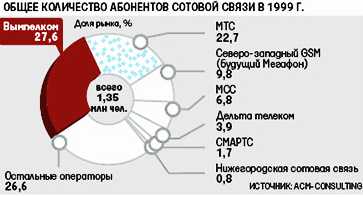 ОБЩЕЕ КОЛИЧЕСТВО АБОНЕНТОВ СОТОВОЙ СВЯЗИ В 1999 Г.
Вымпелком
27,6
Доля рынка, %
МТС
22,7
Северо-западный GSM
(будущий Мегафон)
9,8
МСС
6,8
Дельта телеком
3,9
СМАРТС
1,7
Нижегородская сотовая связь
0,8
всего
1,35
млн чел.
Остальные операторы
26,6
ИСТОЧНИК: ACM-CONSULTING